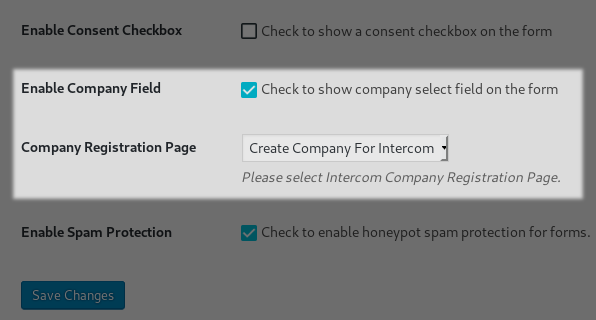 Enable Consent Checkbox Check to show a consent checkbox on the form
Enable Company Field Check to show company select field on the form
Company Registration Page Create Company For Intercom
Please select Intercom Company Registration Page.
Enable Spam Protection Check to enable honeypot spam protection for forms.
Save Changes